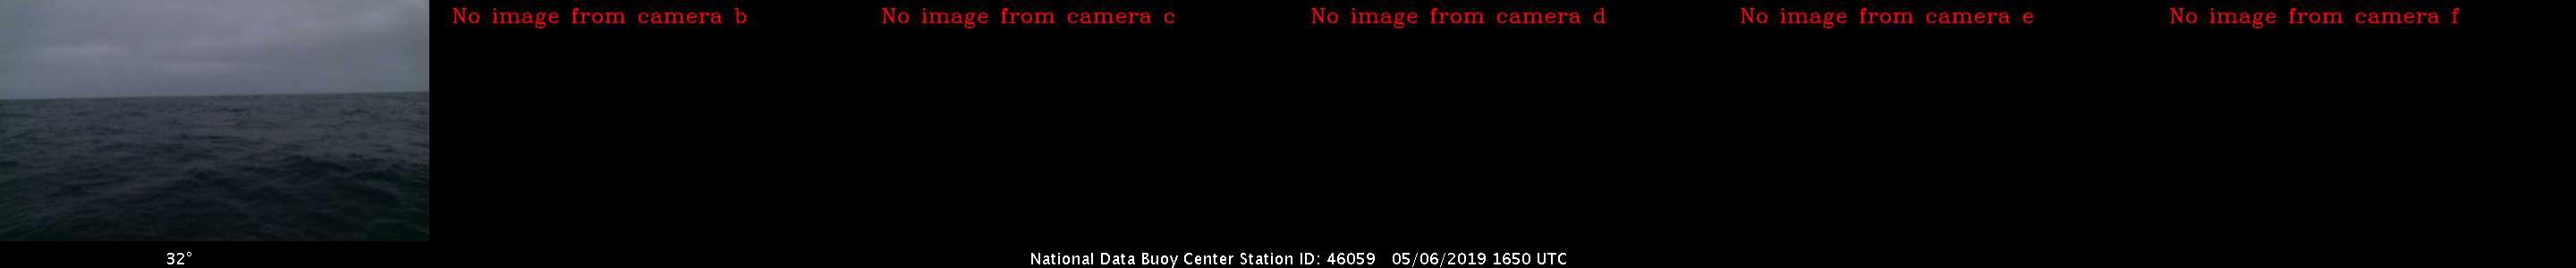 No image from camera b
No image from camera c
No image from camera d
No image from camera e
No image from camera f
32°
National Data Buoy Center Station ID: 46059 05/06/2019 1650 UTC